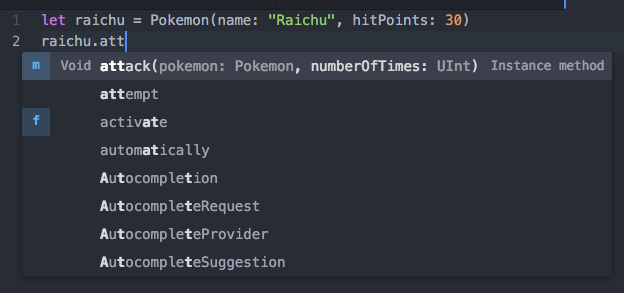 1 let raichu = Pokemon(name: "Raichu", hitPoints: 30)
2 raichu.att
m Void attack(pokemon: Pokemon, numberOfTimes: UInt) Instance method
attempt
f activate
automatically
Autocompletion
AutocompleteRequest
AutocompleteProvider
AutocompleteSuggestion